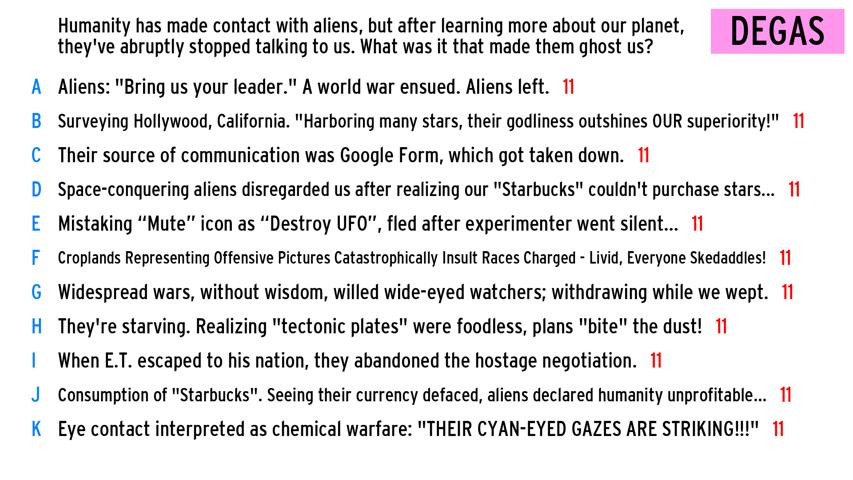 Humanity has made contact with aliens, but after learning more about our planet,
they've abruptly stopped talking to us. What was it that made them ghost us?
DEGAS
A Aliens: "Bring us your leader." A world war ensued. Aliens left. 11
B Surveying Hollywood, California. "Harboring many stars, their godliness outshines OUR superiority!" 11
C Their source of communication was Google Form, which got taken down. 11
D Space-conquering aliens disregarded us after realizing our "Starbucks" couldn't purchase stars... 11
E Mistaking “Mute” icon as “Destroy UFO”, fled after experimenter went silent... 11
F Croplands Representing Offensive Pictures Catastrophically Insult Races Charged - Livid, Everyone Skedaddles! 11
G Widespread wars, without wisdom, willed wide-eyed watchers; withdrawing while we wept. 11
H They're starving. Realizing "tectonic plates" were foodless, plans "bite" the dust! 11
I When E.T. escaped to his nation, they abandoned the hostage negotiation. 11
J Consumption of "Starbucks". Seeing their currency defaced, aliens declared humanity unprofitable... 11
K Eye contact interpreted as chemical warfare: "THEIR CYAN-EYED GAZES ARE STRIKING!!!" 11